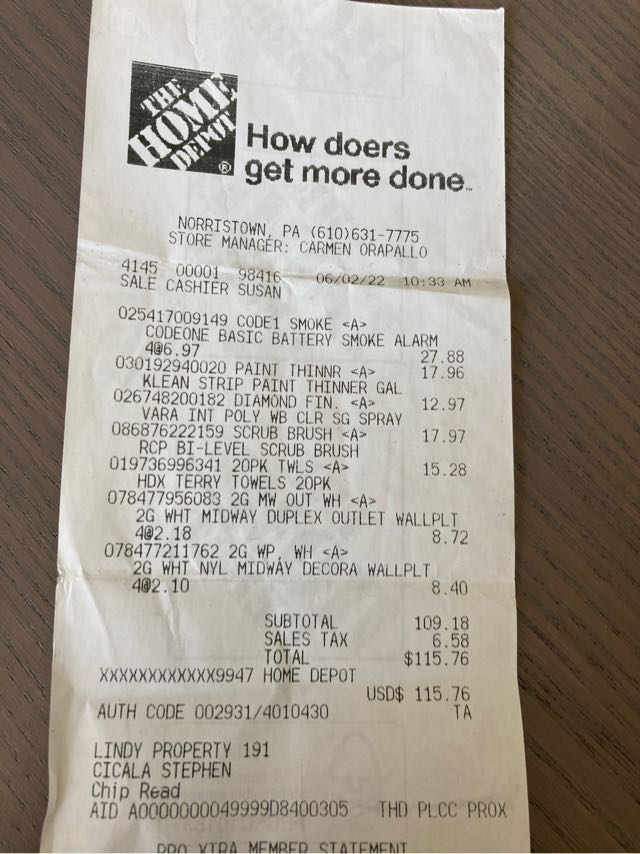 THE
HOME
DEPOT
®
How doers
get more done™
NORRISTOWN, PA (610)631-7775
STORE MANAGER: CARMEN ORAPALLO
4145 00001 98416 06/02/22 10:33 AM
SALE CASHIER SUSAN
025417009149 CODE1 SMOKE <A>
CODEONE BASIC BATTERY SMOKE ALARM
4@6.97 27.88
030192940020 PAINT THINNR <A> 17.96
KLEAN STRIP PAINT THINNER GAL
026748200182 DIAMOND FIN. <A> 12.97
VARA INT POLY WB CLR SG SPRAY
086876222159 SCRUB BRUSH <A> 17.97
RCP BI-LEVEL SCRUB BRUSH
019736996341 20PK TWLS <A> 15.28
HDX TERRY TOWELS 20PK
078477956083 2G MW OUT WH <A>
2G WHT MIDWAY DUPLEX OUTLET WALLPLT
4@2.18 8.72
078477211762 2G WP, WH <A>
2G WHT NYL MIDWAY DECORA WALLPLT
4@2.10 8.40
SUBTOTAL 109.18
SALES TAX 6.58
TOTAL $115.76
XXXXXXXXXXXX9947 HOME DEPOT
USD$ 115.76
AUTH CODE 002931/4010430 TA
LINDY PROPERTY 191
CICALA STEPHEN
Chip Read
AID A0000000049999D8400305 THD PLCC PROX
PRO XTRA MEMBER STATEMENT